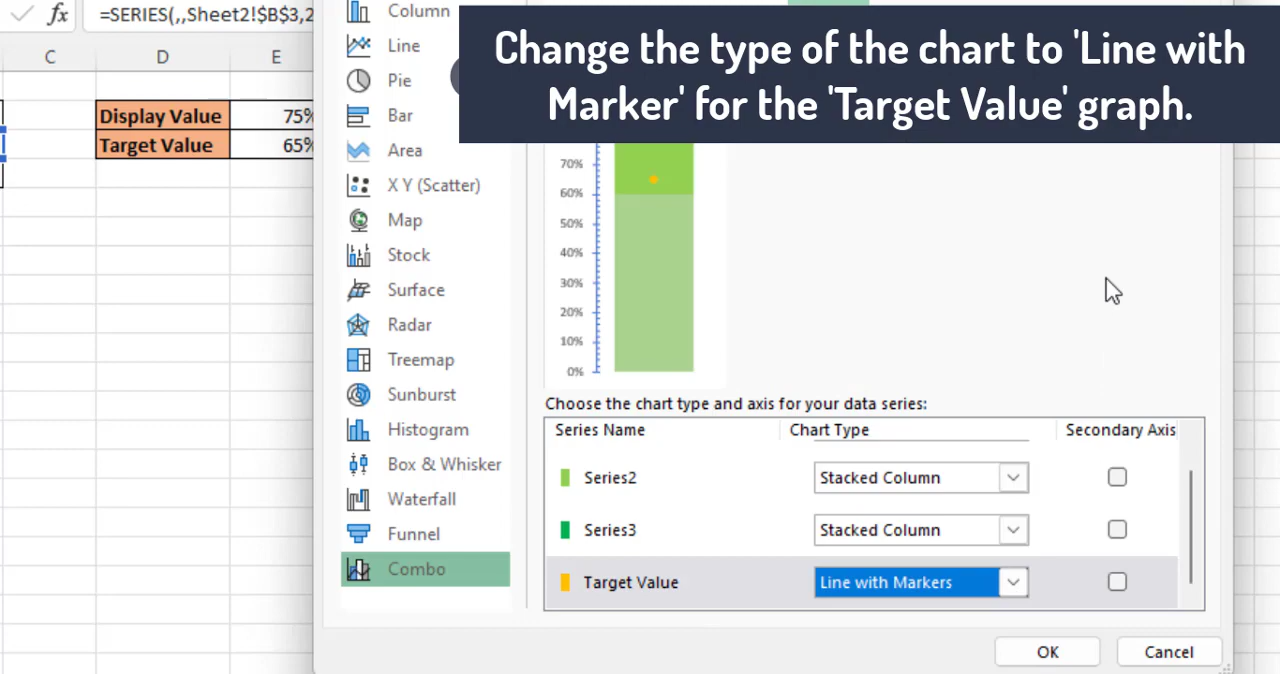 fx =SERIES(,,Sheet2!$B$3,2
C D E
Display Value 75%
Target Value 65%
Change the type of the chart to 'Line with
Marker' for the 'Target Value' graph.
Column
Line
Pie
Bar
Area
X Y (Scatter)
Map
Stock
Surface
Radar
Treemap
Sunburst
Histogram
Box & Whisker
Waterfall
Funnel
Combo
70%
60%
50%
40%
30%
20%
10%
0%
Choose the chart type and axis for your data series:
Series Name Chart Type Secondary Axis
Series2 Stacked Column
Series3 Stacked Column
Target Value Line with Markers
OK Cancel